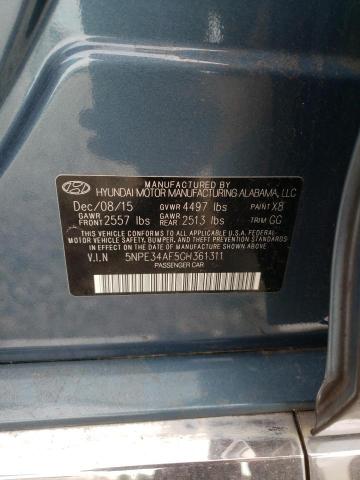 MANUFACTURED BY
HYUNDAI MOTOR MANUFACTURING ALABAMA, LLC
Dec/08/15 GVWR 4497 lbs PAINT X8
GAWR FRONT 2557 lbs GAWR REAR 2513 lbs TRIM GC
THIS VEHICLE CONFORMS TO ALL APPLICABLE U.S. FEDERAL
MOTOR VEHICLE SAFETY, BUMPER, AND THEFT PREVENTION
STANDARDS IN EFFECT ON THE DATE OF MANUFACTURE
SHOWN ABOVE
V.I.N 5NPE34AF5GH361311
PASSENGER CAR